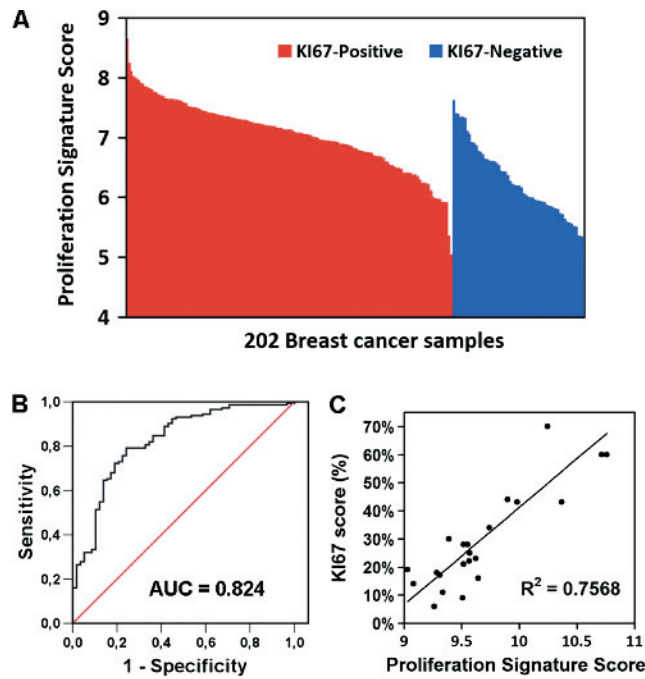 A
Proliferation Signature Score
9
8
7
6
5
4
KI67-Positive
KI67-Negative
202 Breast cancer samples
B
Sensitivity
1,0
0,8
0,6
0,4
0,2
0,0
0,0 0,2 0,4 0,6 0,8 1,0
AUC = 0.824
1 - Specificity
C
KI67 score (%)
70%
60%
50%
40%
30%
20%
10%
0%
9 9.5 10 10.5 11
R² = 0.7568
Proliferation Signature Score